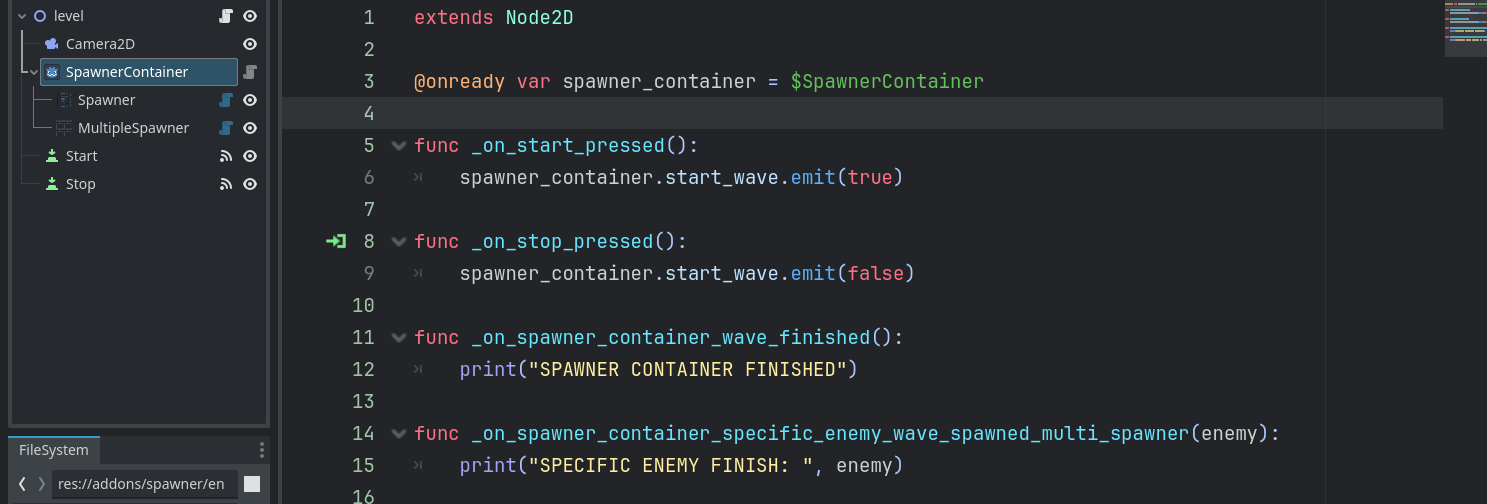 level
Camera2D
SpawnerContainer
Spawner
MultipleSpawner
Start
Stop
FileSystem
res://addons/spawner/en
1 extends Node2D
2
3 @onready var spawner_container = $SpawnerContainer
4
5 func _on_start_pressed():
6 spawner_container.start_wave.emit(true)
7
8 func _on_stop_pressed():
9 spawner_container.start_wave.emit(false)
10
11 func _on_spawner_container_wave_finished():
12 print("SPAWNER CONTAINER FINISHED")
13
14 func _on_spawner_container_specific_enemy_wave_spawned_multi_spawner(enemy):
15 print("SPECIFIC ENEMY FINISH: ", enemy)
16